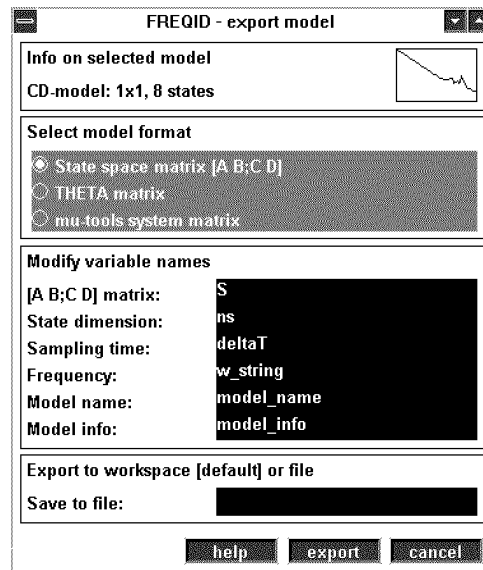 FREQID - export model
Info on selected model
CD-model: 1x1, 8 states
Select model format
State space matrix [A B;C D]
THETA matrix
mu-tools system matrix
Modify variable names
[A B;C D] matrix: S
State dimension: ns
Sampling time: deltaT
Frequency: w_string
Model name: model_name
Model info: model_info
Export to workspace [default] or file
Save to file:
help export cancel